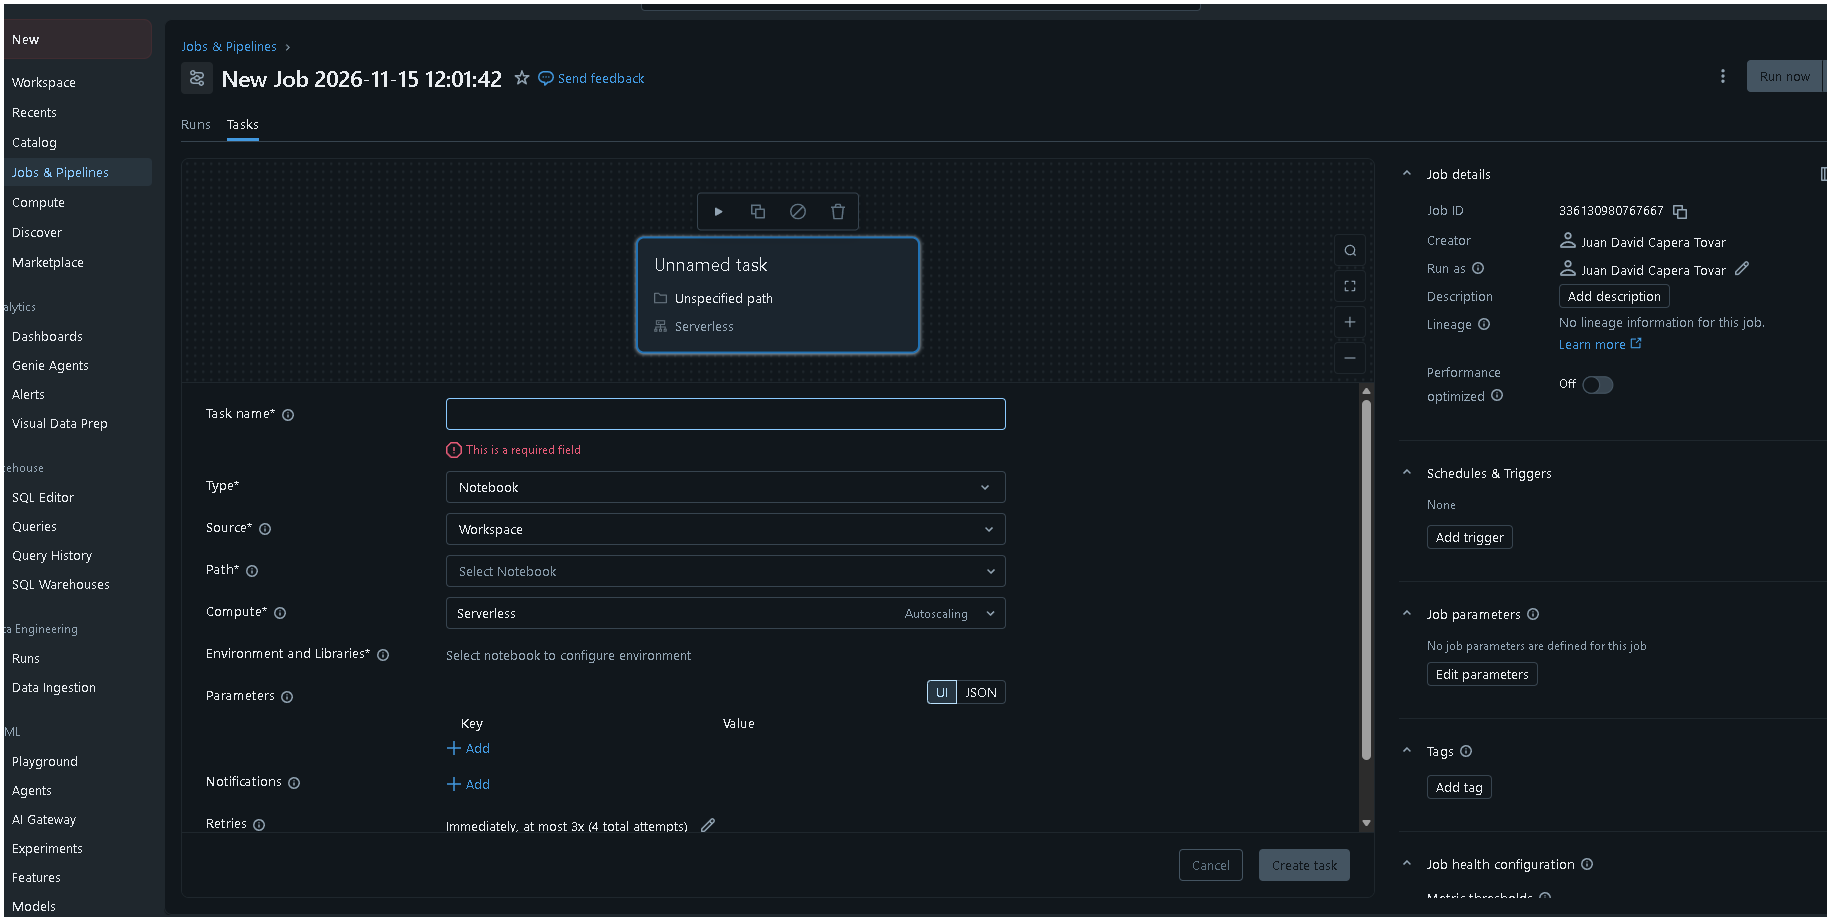 New
Workspace
Recents
Catalog
Jobs & Pipelines
Compute
Discover
Marketplace
alytics
Dashboards
Genie Agents
Alerts
Visual Data Prep
ehouse
SQL Editor
Queries
Query History
SQL Warehouses
ta Engineering
Runs
Data Ingestion
ML
Playground
Agents
AI Gateway
Experiments
Features
Models
Jobs & Pipelines
New Job 2026-11-15 12:01:42 Send feedback
Run now
Runs Tasks
Unnamed task
Unspecified path
Serverless
Task name*
This is a required field
Type* Notebook
Source* Workspace
Path* Select Notebook
Compute* Serverless Autoscaling
Environment and Libraries* Select notebook to configure environment
Parameters UI JSON
Key Value
+ Add
Notifications + Add
Retries Immediately, at most 3x (4 total attempts)
Cancel Create task
Job details
Job ID 336130980767667
Creator Juan David Capera Tovar
Run as Juan David Capera Tovar
Description Add description
Lineage No lineage information for this job.
Learn more
Performance
optimized Off
Schedules & Triggers
None
Add trigger
Job parameters
No job parameters are defined for this job
Edit parameters
Tags
Add tag
Job health configuration
Metric thresholds